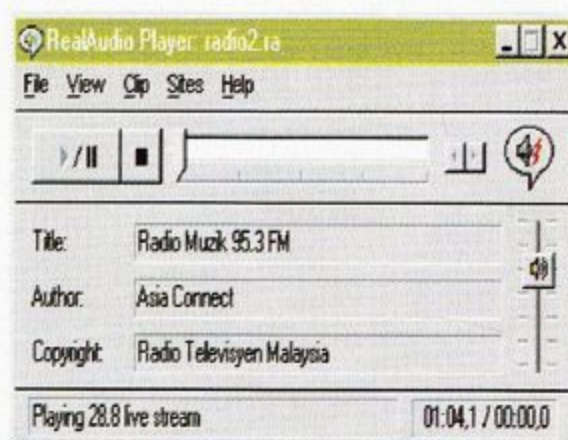 RealAudio Player: radio2.ra
File View Clip Sites Help
Title: Radio Muzik 95.3 FM
Author: Asia Connect
Copyright: Radio Televisyen Malaysia
Playing 28.8 live stream 01:04,1 / 00:00,0